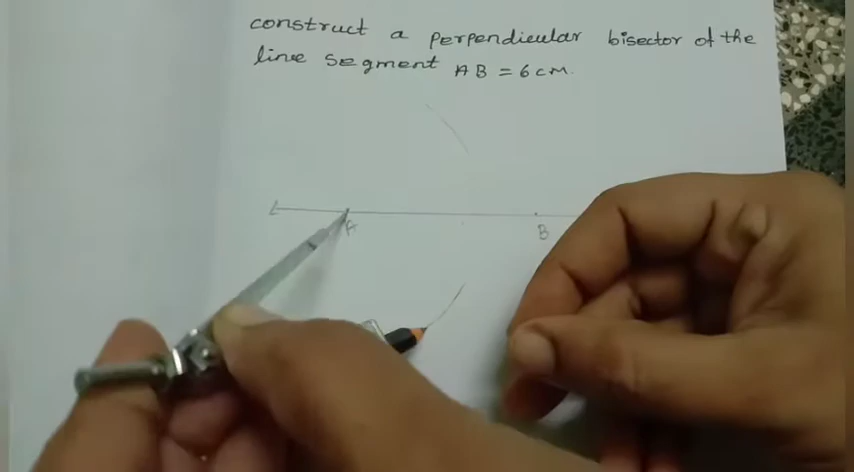 construct a perpendicular bisector of the
line segment AB = 6cm.
A
B